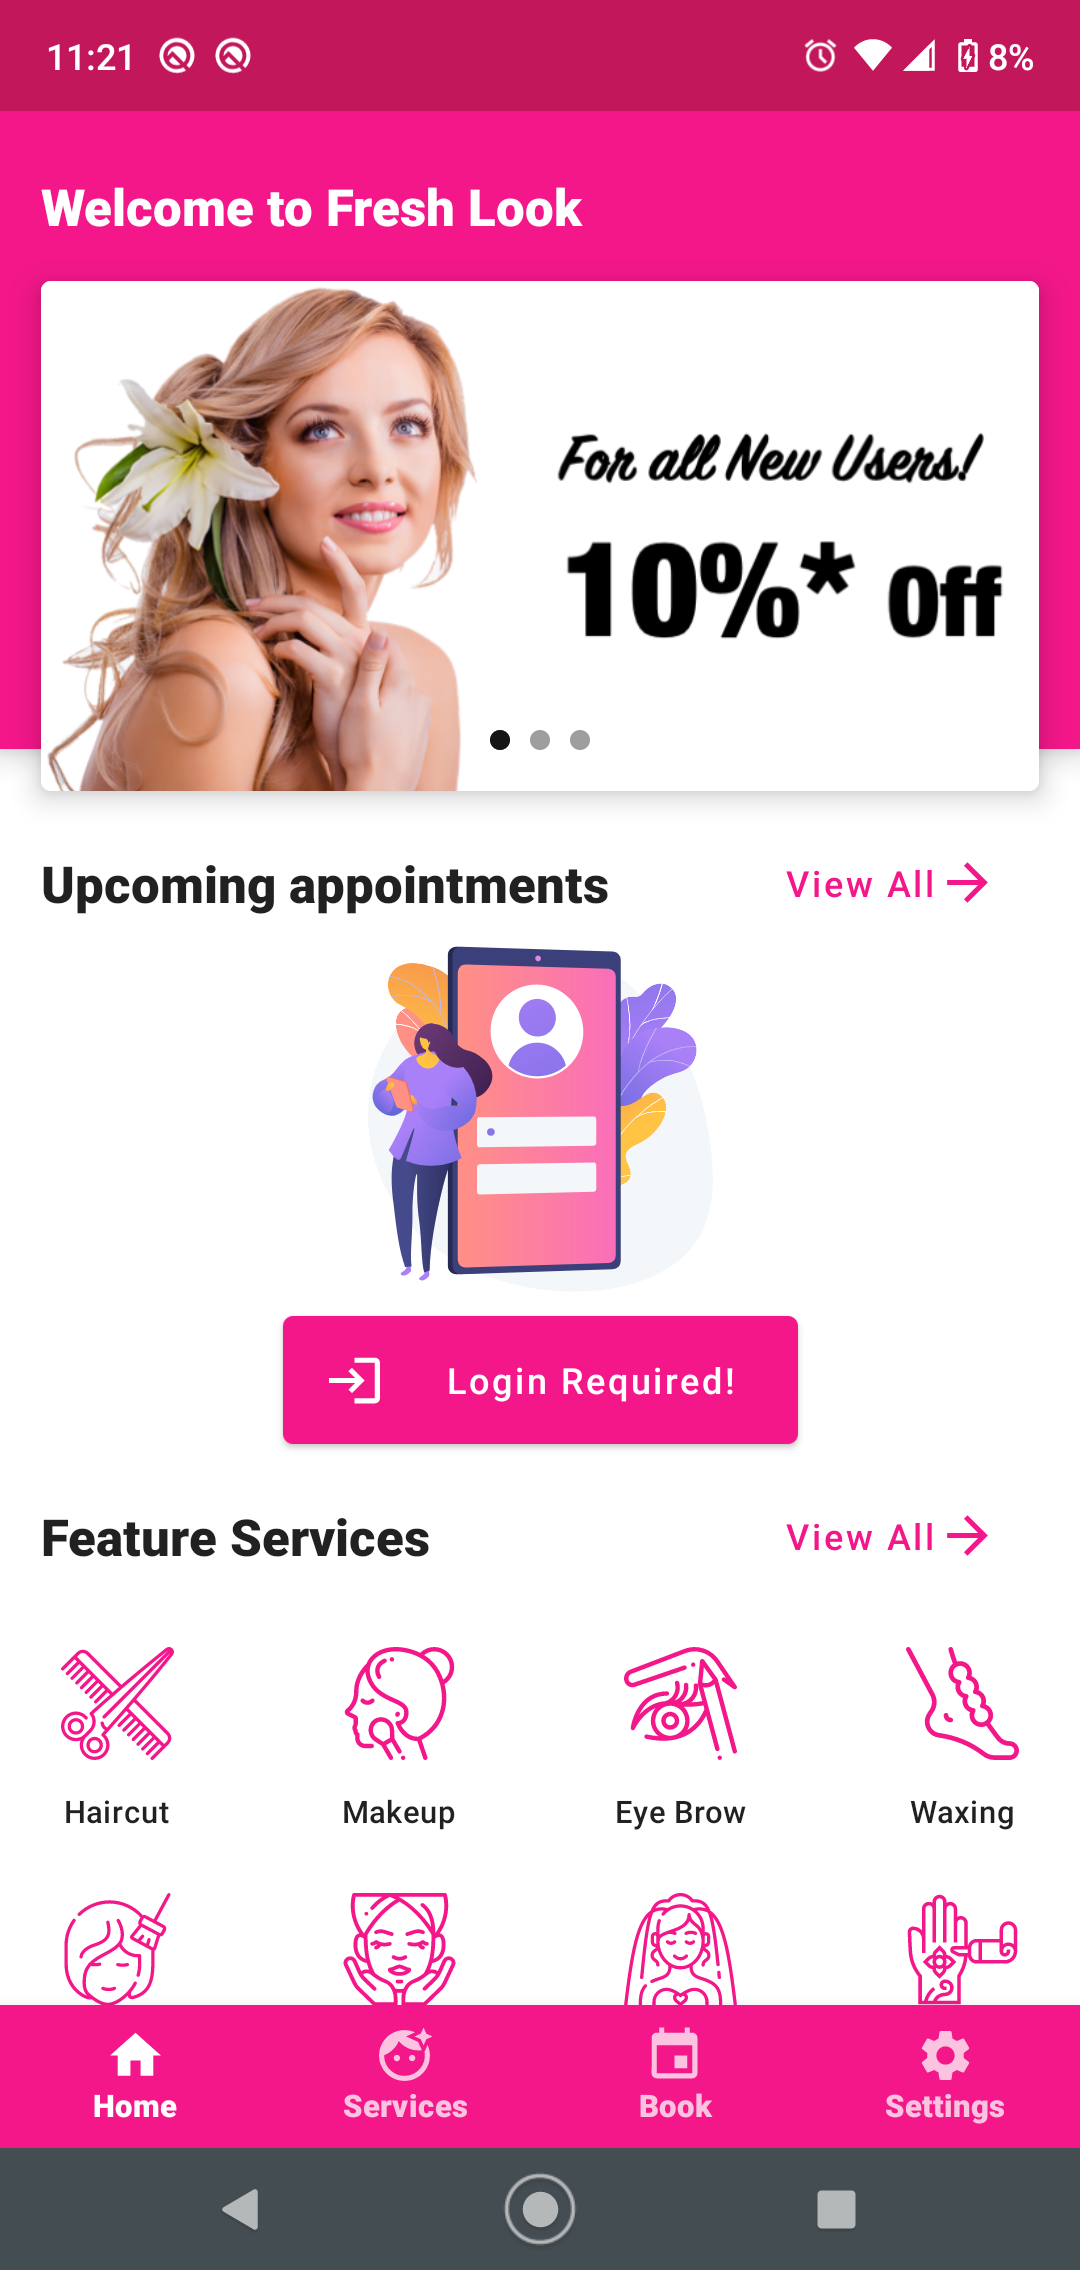 11:21
8%
Welcome to Fresh Look
For all New Users!
10%* Off
Upcoming appointments
View All
Login Required!
Feature Services
View All
Haircut
Makeup
Eye Brow
Waxing
Home
Services
Book
Settings